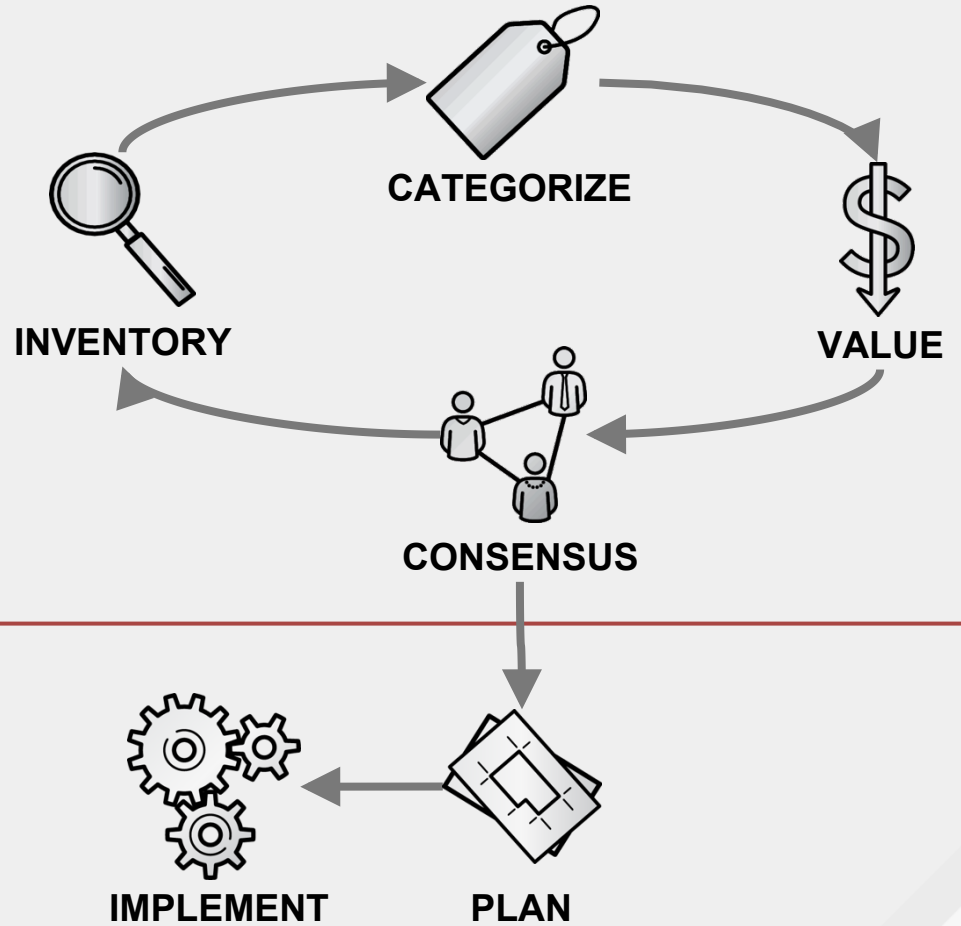 CATEGORIZE
INVENTORY
VALUE
CONSENSUS
IMPLEMENT
PLAN